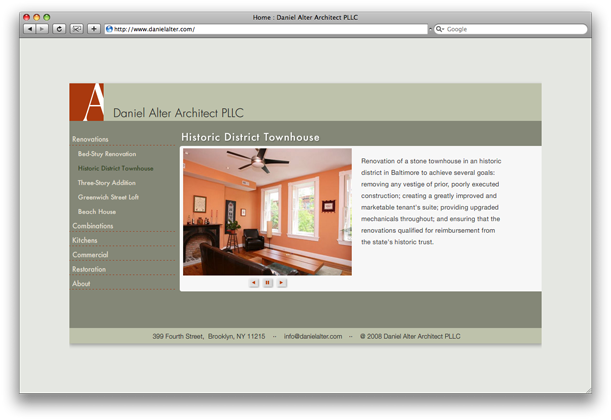 Home : Daniel Alter Architect PLLC
http://www.danielalter.com/
Google
A
Daniel Alter Architect PLLC
Renovations
Bed-Stuy Renovation
Historic District Townhouse
Three-Story Addition
Greenwich Street Loft
Beach House
Combinations
Kitchens
Commercial
Restoration
About
Historic District Townhouse
Renovation of a stone townhouse in an historic
district in Baltimore to achieve several goals:
removing any vestige of prior, poorly executed
construction; creating a greatly improved and
marketable tenant's suite; providing upgraded
mechanicals throughout; and ensuring that the
renovations qualified for reimbursement from
the state's historic trust.
399 Fourth Street, Brooklyn, NY 11215 -- info@danielalter.com -- @ 2008 Daniel Alter Architect PLLC